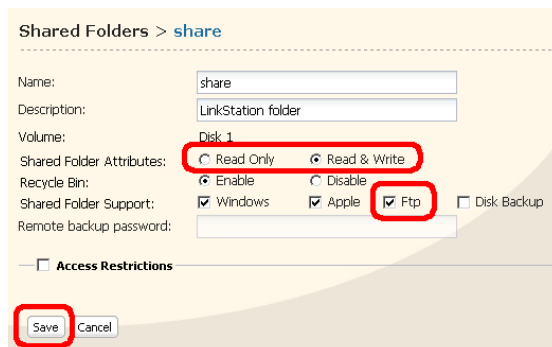 Shared Folders > share
Name: share
Description: LinkStation folder
Volume: Disk 1
Shared Folder Attributes: Read Only Read & Write
Recycle Bin: Enable Disable
Shared Folder Support: Windows Apple Ftp Disk Backup
Remote backup password:
Access Restrictions
Save Cancel